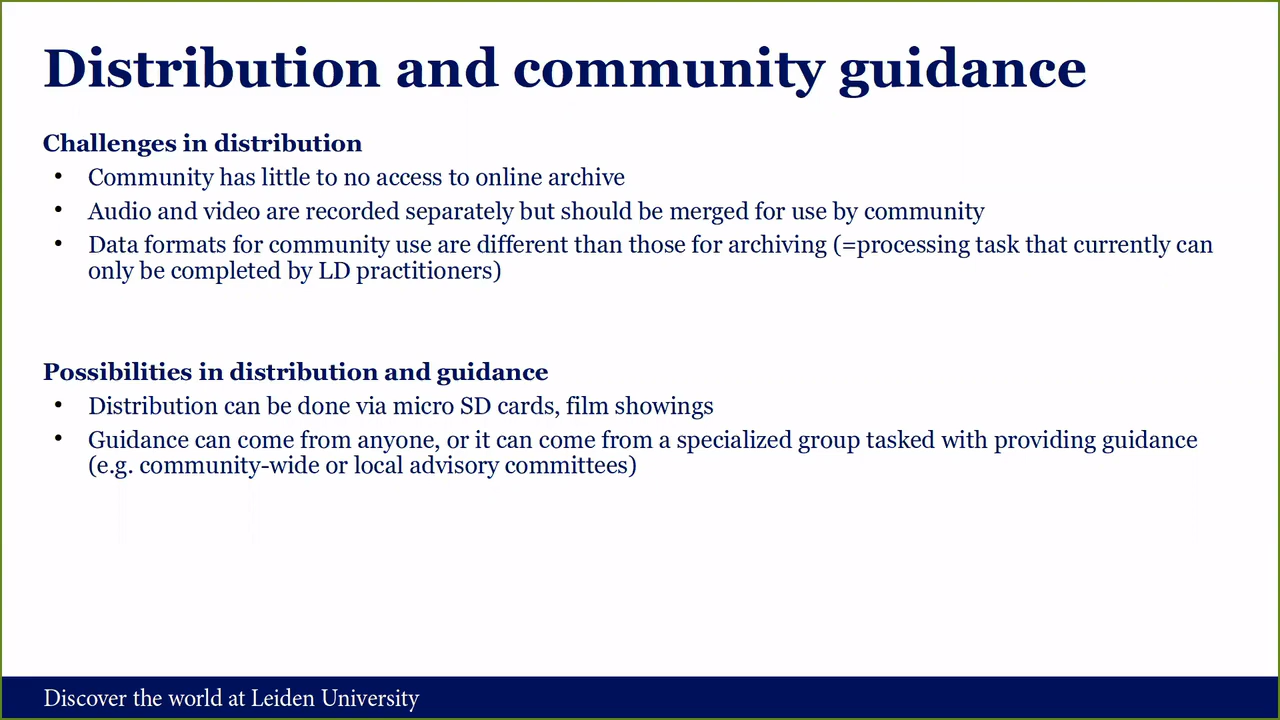 Distribution and community guidance
Challenges in distribution
• Community has little to no access to online archive
• Audio and video are recorded separately but should be merged for use by community
• Data formats for community use are different than those for archiving (=processing task that currently can
only be completed by LD practitioners)
Possibilities in distribution and guidance
• Distribution can be done via micro SD cards, film showings
• Guidance can come from anyone, or it can come from a specialized group tasked with providing guidance
(e.g. community-wide or local advisory committees)
Discover the world at Leiden University